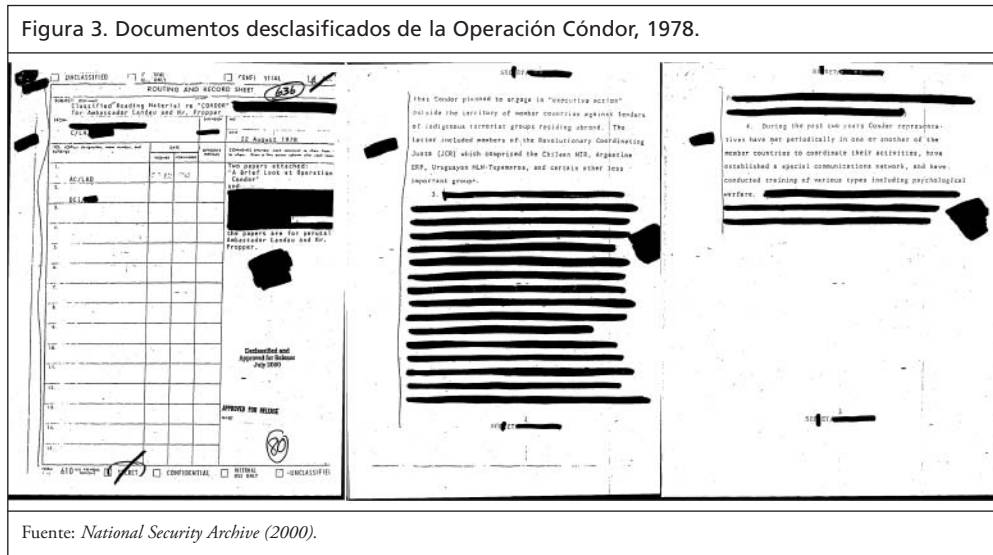 Figura 3. Documentos desclasificados de la Operación Cóndor, 1978.
UNCLASSIFIED
ROUTING AND RECORD SHEET
636
Classified Reading Material re "CONDOR"
for Ambassador Landau and Mr. Propper
C/LA
22 August 1978
Two papers attached:
"A Brief Look at Operation
Condor"
and
AC/LAD
DCI
the papers are for perusal
Ambassador Landau and Mr.
Propper.
Declassified and
Approved for Release
July 2000
APPROVED FOR RELEASE
80
610
SECRET
CONFIDENTIAL
INTERNAL
USE ONLY
UNCLASSIFIED
that Condor planned to engage in "executive action"
outside the territory of member countries against leaders
of indigenous terrorist groups residing abroad. The
latter included members of the Revolutionary Coordinating
Junta (JCR) which comprised the Chilean MIR, Argentine
ERP, Uruguayan MLN-Tupamaros, and certain other less
important groups.
3.
4. During the past two years Condor representa-
tives have met periodically in one or another of the
member countries to coordinate their activities, have
established a special communications network, and have
conducted training of various types including psychological
warfare.
Fuente: National Security Archive (2000).